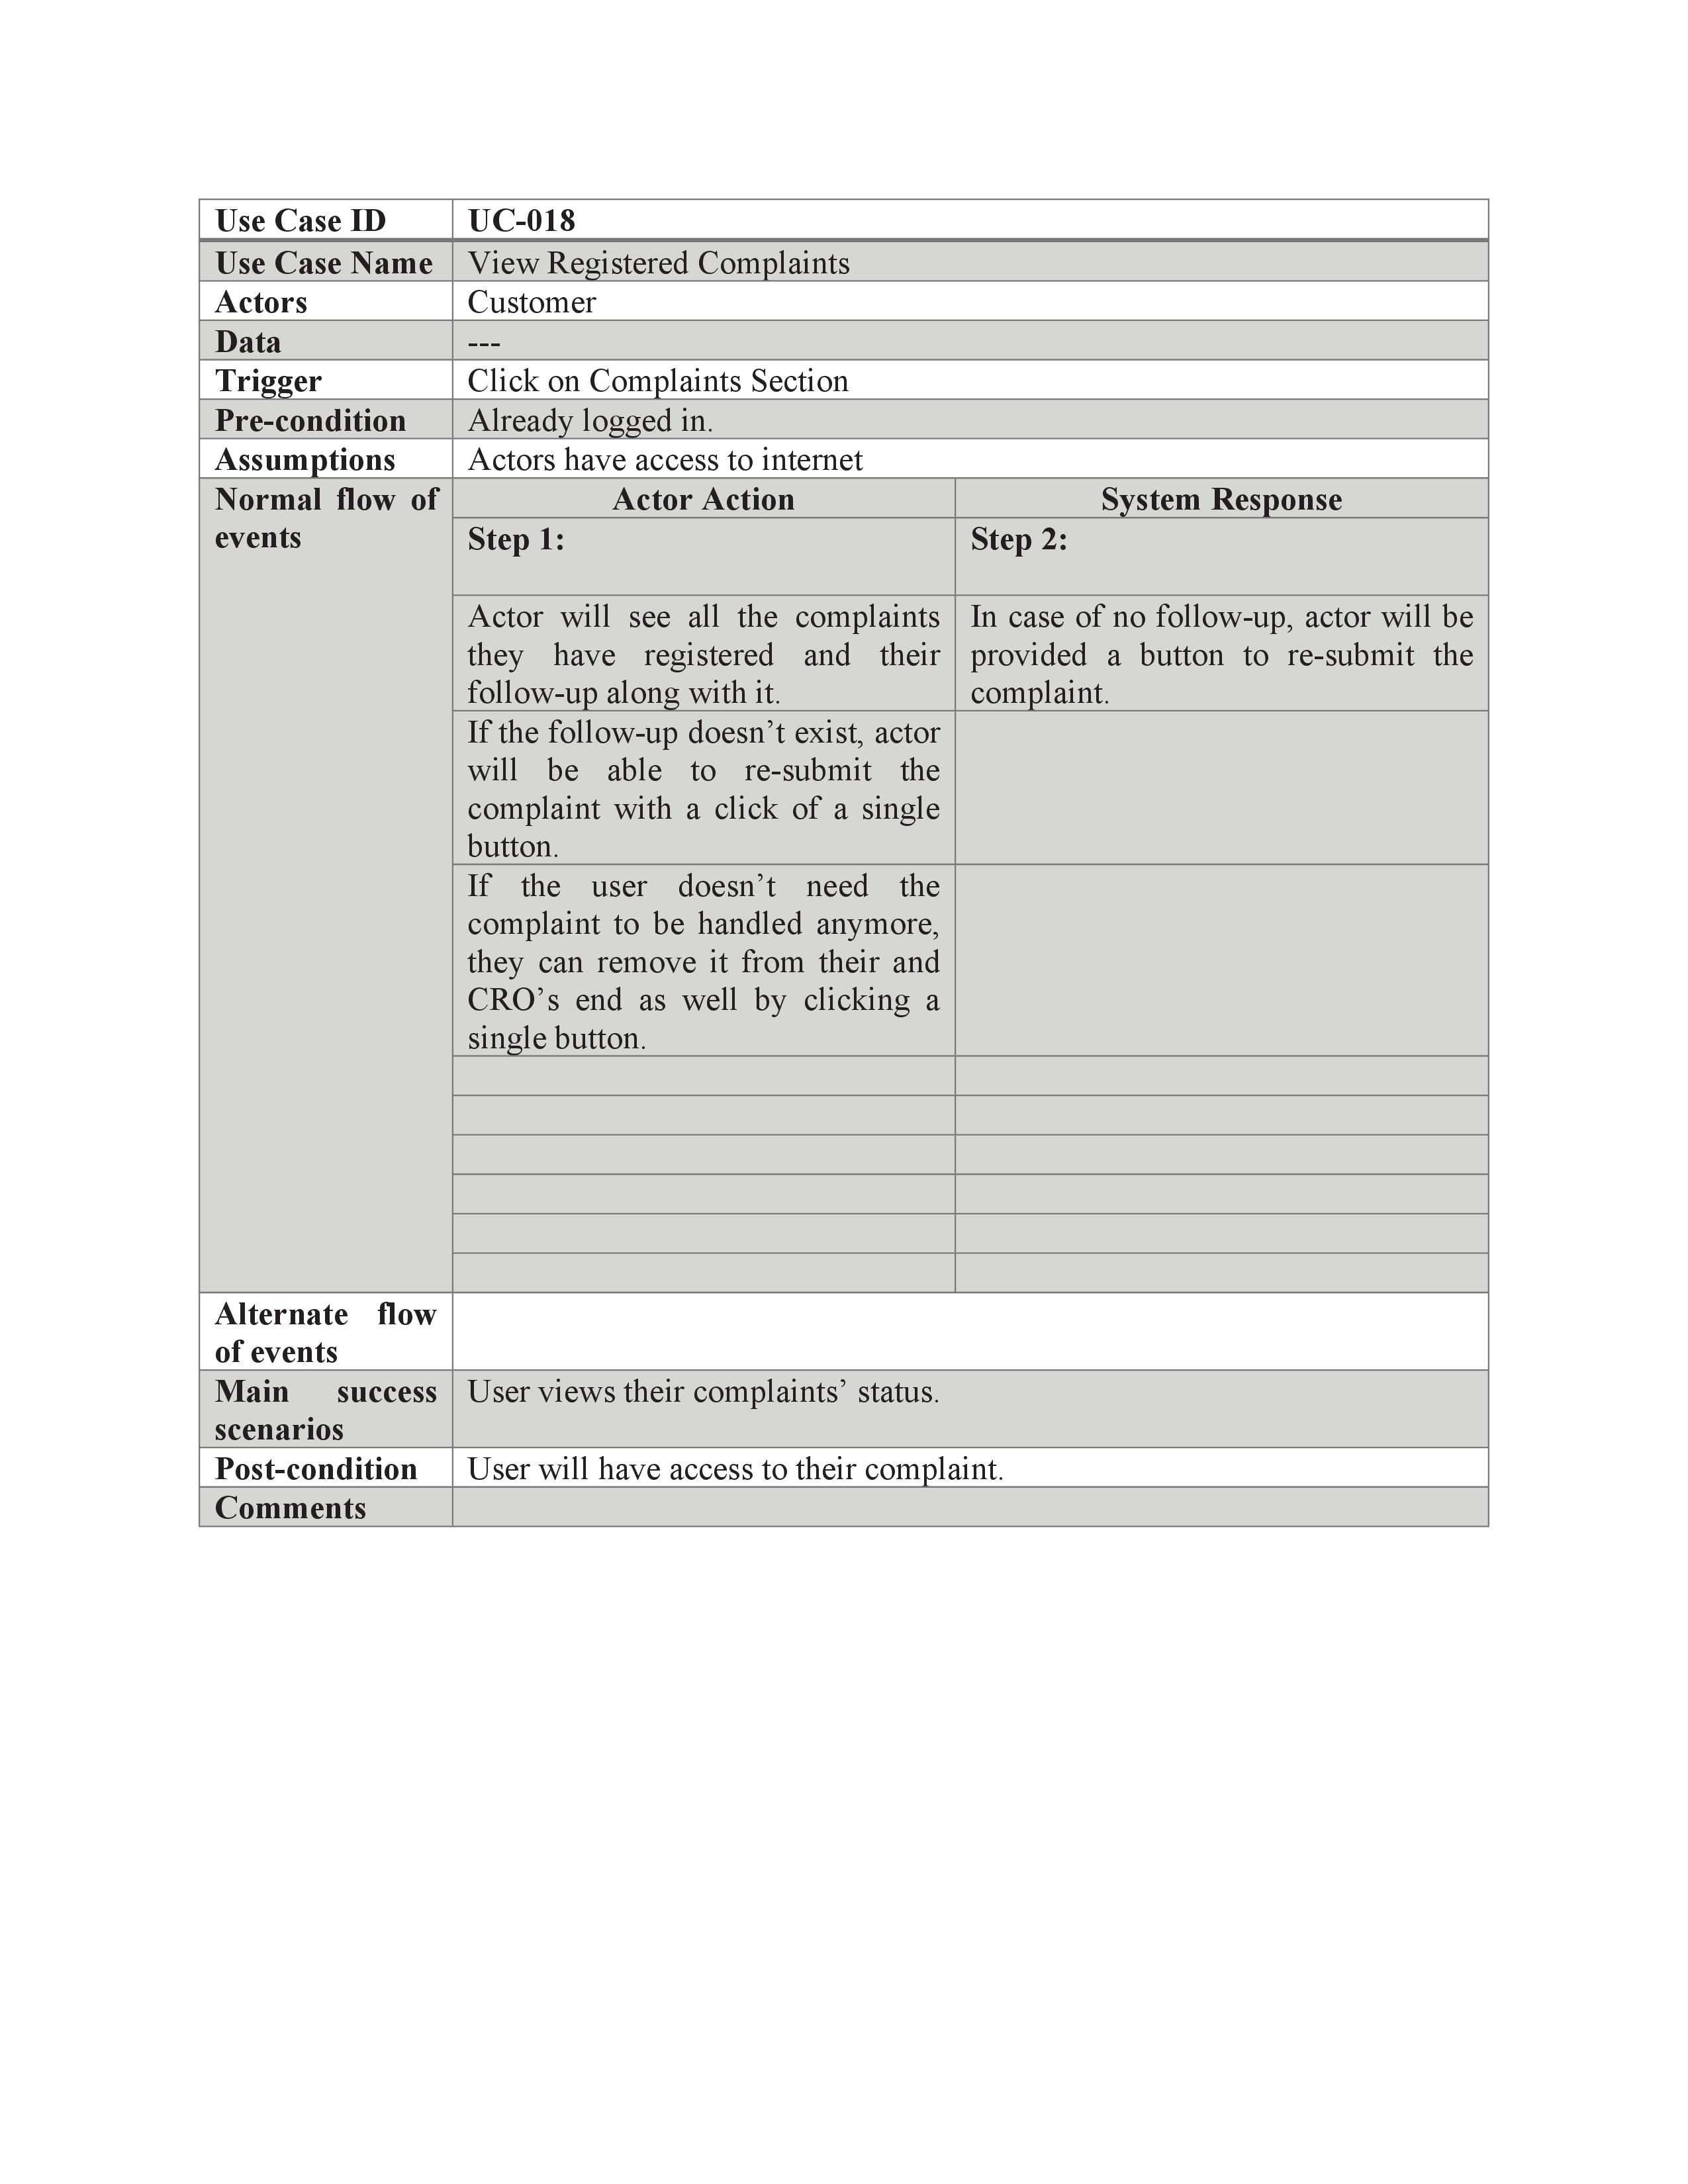 Use Case ID UC-018
Use Case Name View Registered Complaints
Actors Customer
Data ---
Trigger Click on Complaints Section
Pre-condition Already logged in.
Assumptions Actors have access to internet
Normal flow of
events
Actor Action System Response
Step 1: Step 2:
Actor will see all the complaints
they have registered and their
follow-up along with it.
In case of no follow-up, actor will be
provided a button to re-submit the
complaint.
If the follow-up doesn’t exist, actor
will be able to re-submit the
complaint with a click of a single
button.
If the user doesn’t need the
complaint to be handled anymore,
they can remove it from their and
CRO’s end as well by clicking a
single button.
Alternate flow
of events
Main success
scenarios
User views their complaints’ status.
Post-condition User will have access to their complaint.
Comments